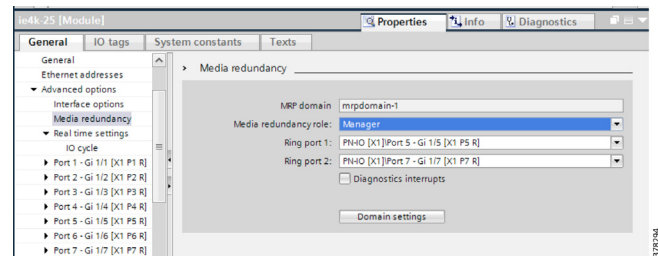 ie4k-25 [Module]
Properties
Info
Diagnostics
General
IO tags
System constants
Texts
General
Ethernet addresses
Advanced options
Interface options
Media redundancy
Real time settings
IO cycle
Port 1 - Gi 1/1 [X1 P1 R]
Port 2 - Gi 1/2 [X1 P2 R]
Port 3 - Gi 1/3 [X1 P3 R]
Port 4 - Gi 1/4 [X1 P4 R]
Port 5 - Gi 1/5 [X1 P5 R]
Port 6 - Gi 1/6 [X1 P6 R]
Port 7 - Gi 1/7 [X1 P7 R]
Media redundancy
MRP domain mrpdomain-1
Media redundancy role: Manager
Ring port 1: PN-IO [X1]\Port 5 - Gi 1/5 [X1 P5 R]
Ring port 2: PN-IO [X1]\Port 7 - Gi 1/7 [X1 P7 R]
Diagnostics interrupts
Domain settings
378294